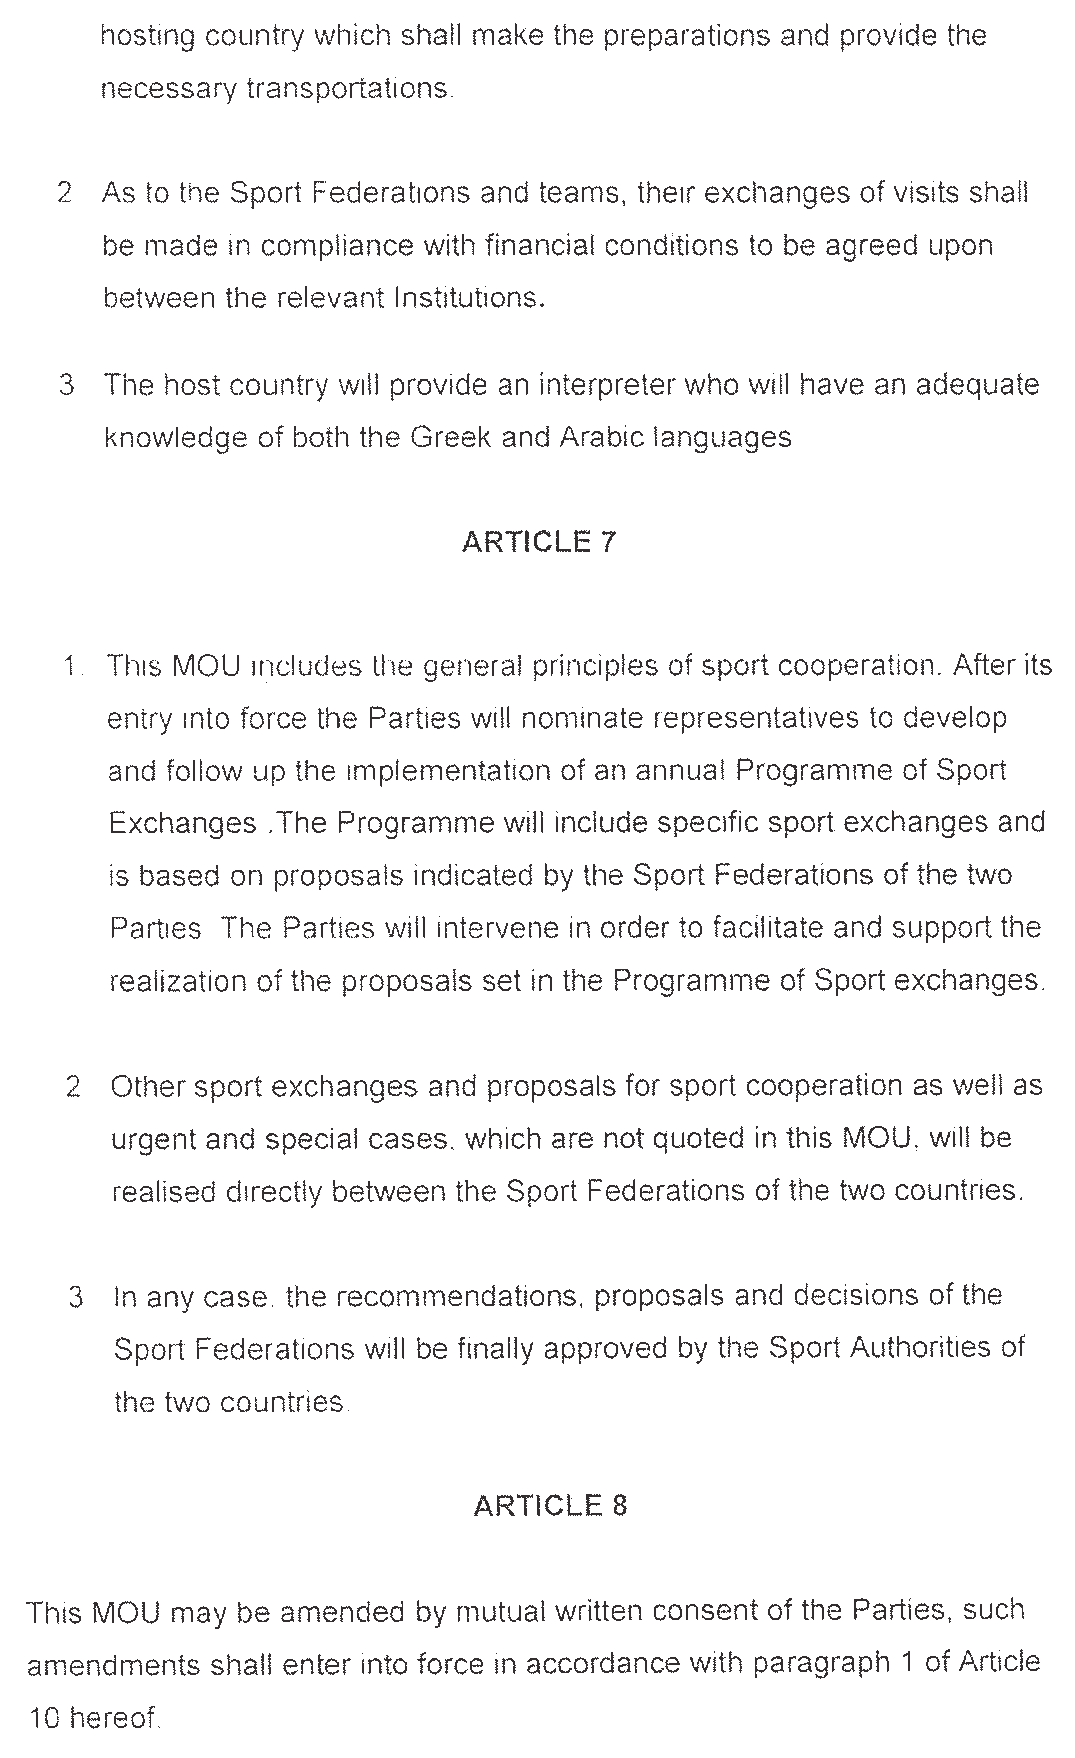 hosting country which shall make the preparations and provide the
necessary transportations.
2 As to the Sport Federations and teams, their exchanges of visits shall
be made in compliance with financial conditions to be agreed upon
between the relevant Institutions.
3 The host country will provide an interpreter who will have an adequate
knowledge of both the Greek and Arabic languages
ARTICLE 7
1. This MOU includes the general principles of sport cooperation. After its
entry into force the Parties will nominate representatives to develop
and follow up the implementation of an annual Programme of Sport
Exchanges .The Programme will include specific sport exchanges and
is based on proposals indicated by the Sport Federations of the two
Parties The Parties will intervene in order to facilitate and support the
realization of the proposals set in the Programme of Sport exchanges.
2 Other sport exchanges and proposals for sport cooperation as well as
urgent and special cases, which are not quoted in this MOU, will be
realised directly between the Sport Federations of the two countries.
3 In any case, the recommendations, proposals and decisions of the
Sport Federations will be finally approved by the Sport Authorities of
the two countries.
ARTICLE 8
This MOU may be amended by mutual written consent of the Parties, such
amendments shall enter into force in accordance with paragraph 1 of Article
10 hereof.